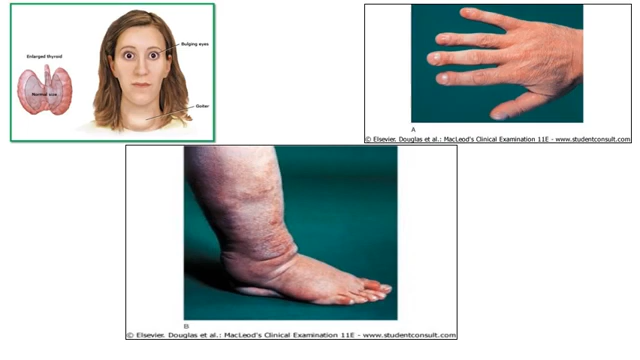 Bulging eyes
Enlarged thyroid
Normal size
Goiter
A
© Elsevier. Douglas et al.: MacLeod's Clinical Examination 11E - www.studentconsult.com
B
© Elsevier. Douglas et al.: MacLeod's Clinical Examination 11E - www.studentconsult.com